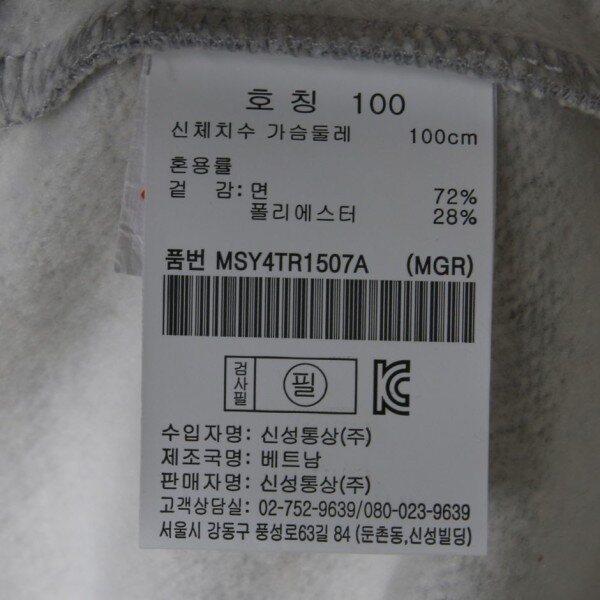 호 칭 100
신체치수 가슴둘레 100cm
혼용률
겉 감: 면 72%
폴리에스터 28%
품번 MSY4TR1507A (MGR)
검사필 필 KC
수입자명: 신성통상(주)
제조국명: 베트남
판매자명: 신성통상(주)
고객상담실: 02-752-9639/080-023-9639
서울시 강동구 풍성로63길 84 (둔촌동,신성빌딩)